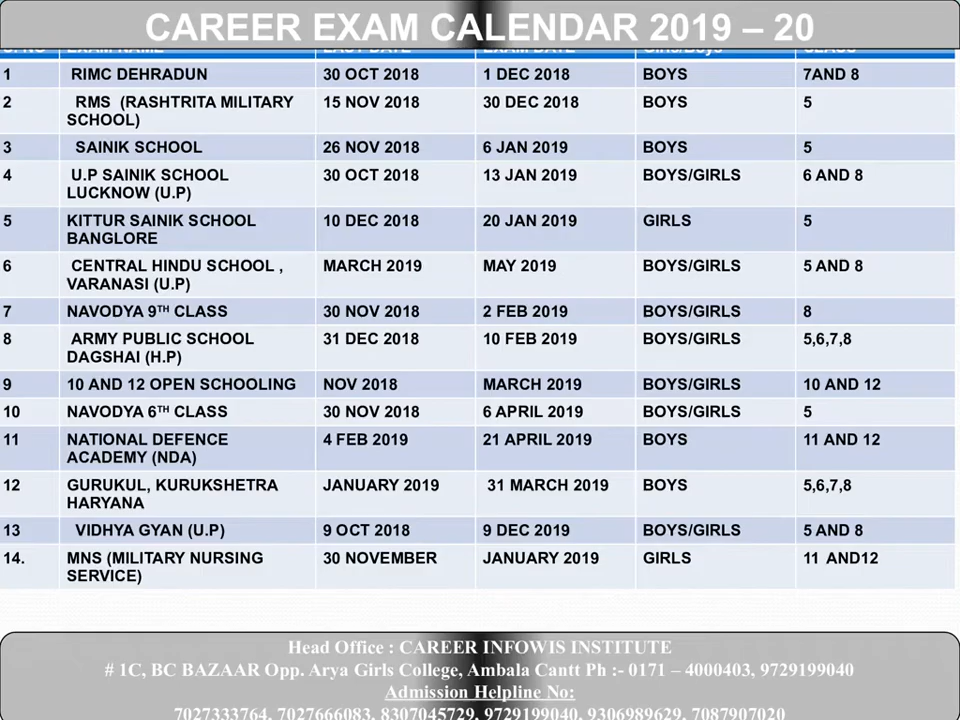 CAREER EXAM CALENDAR 2019 – 20
S. NO EXAM NAME LAST DATE EXAM DATE Girls/Boys CLASS
1 RIMC DEHRADUN 30 OCT 2018 1 DEC 2018 BOYS 7AND 8
2 RMS (RASHTRITA MILITARY SCHOOL) 15 NOV 2018 30 DEC 2018 BOYS 5
3 SAINIK SCHOOL 26 NOV 2018 6 JAN 2019 BOYS 5
4 U.P SAINIK SCHOOL LUCKNOW (U.P) 30 OCT 2018 13 JAN 2019 BOYS/GIRLS 6 AND 8
5 KITTUR SAINIK SCHOOL BANGLORE 10 DEC 2018 20 JAN 2019 GIRLS 5
6 CENTRAL HINDU SCHOOL , VARANASI (U.P) MARCH 2019 MAY 2019 BOYS/GIRLS 5 AND 8
7 NAVODYA 9TH CLASS 30 NOV 2018 2 FEB 2019 BOYS/GIRLS 8
8 ARMY PUBLIC SCHOOL DAGSHAI (H.P) 31 DEC 2018 10 FEB 2019 BOYS/GIRLS 5,6,7,8
9 10 AND 12 OPEN SCHOOLING NOV 2018 MARCH 2019 BOYS/GIRLS 10 AND 12
10 NAVODYA 6TH CLASS 30 NOV 2018 6 APRIL 2019 BOYS/GIRLS 5
11 NATIONAL DEFENCE ACADEMY (NDA) 4 FEB 2019 21 APRIL 2019 BOYS 11 AND 12
12 GURUKUL, KURUKSHETRA HARYANA JANUARY 2019 31 MARCH 2019 BOYS 5,6,7,8
13 VIDHYA GYAN (U.P) 9 OCT 2018 9 DEC 2019 BOYS/GIRLS 5 AND 8
14. MNS (MILITARY NURSING SERVICE) 30 NOVEMBER JANUARY 2019 GIRLS 11 AND12
Head Office : CAREER INFOWIS INSTITUTE
# 1C, BC BAZAAR Opp. Arya Girls College, Ambala Cantt Ph :- 0171 – 4000403, 9729199040
Admission Helpline No:
7027333764, 7027666083, 8307045729, 9729199040, 9306989629, 7087907020